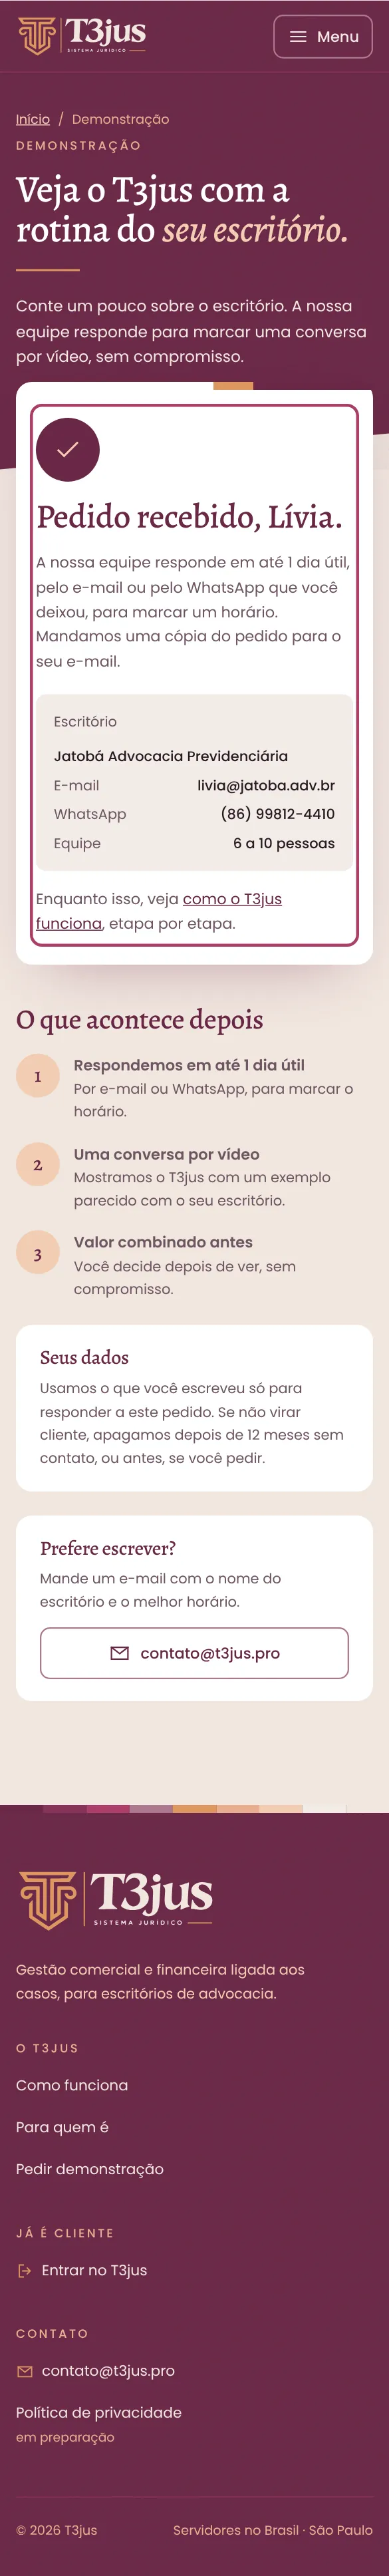 T3jus
SISTEMA JURÍDICO
Menu
Início / Demonstração
DEMONSTRAÇÃO
Veja o T3jus com a
rotina do seu escritório.
Conte um pouco sobre o escritório. A nossa
equipe responde para marcar uma conversa
por vídeo, sem compromisso.
Pedido recebido, Lívia.
A nossa equipe responde em até 1 dia útil,
pelo e-mail ou pelo WhatsApp que você
deixou, para marcar um horário.
Mandamos uma cópia do pedido para o
seu e-mail.
Escritório
Jatobá Advocacia Previdenciária
E-mail livia@jatoba.adv.br
WhatsApp (86) 99812-4410
Equipe 6 a 10 pessoas
Enquanto isso, veja como o T3jus
funciona, etapa por etapa.
O que acontece depois
1 Respondemos em até 1 dia útil
Por e-mail ou WhatsApp, para marcar o
horário.
2 Uma conversa por vídeo
Mostramos o T3jus com um exemplo
parecido com o seu escritório.
3 Valor combinado antes
Você decide depois de ver, sem
compromisso.
Seus dados
Usamos o que você escreveu só para
responder a este pedido. Se não virar
cliente, apagamos depois de 12 meses sem
contato, ou antes, se você pedir.
Prefere escrever?
Mande um e-mail com o nome do
escritório e o melhor horário.
contato@t3jus.pro
T3jus
SISTEMA JURÍDICO
Gestão comercial e financeira ligada aos
casos, para escritórios de advocacia.
O T3JUS
Como funciona
Para quem é
Pedir demonstração
JÁ É CLIENTE
Entrar no T3jus
CONTATO
contato@t3jus.pro
Política de privacidade
em preparação
© 2026 T3jus Servidores no Brasil · São Paulo